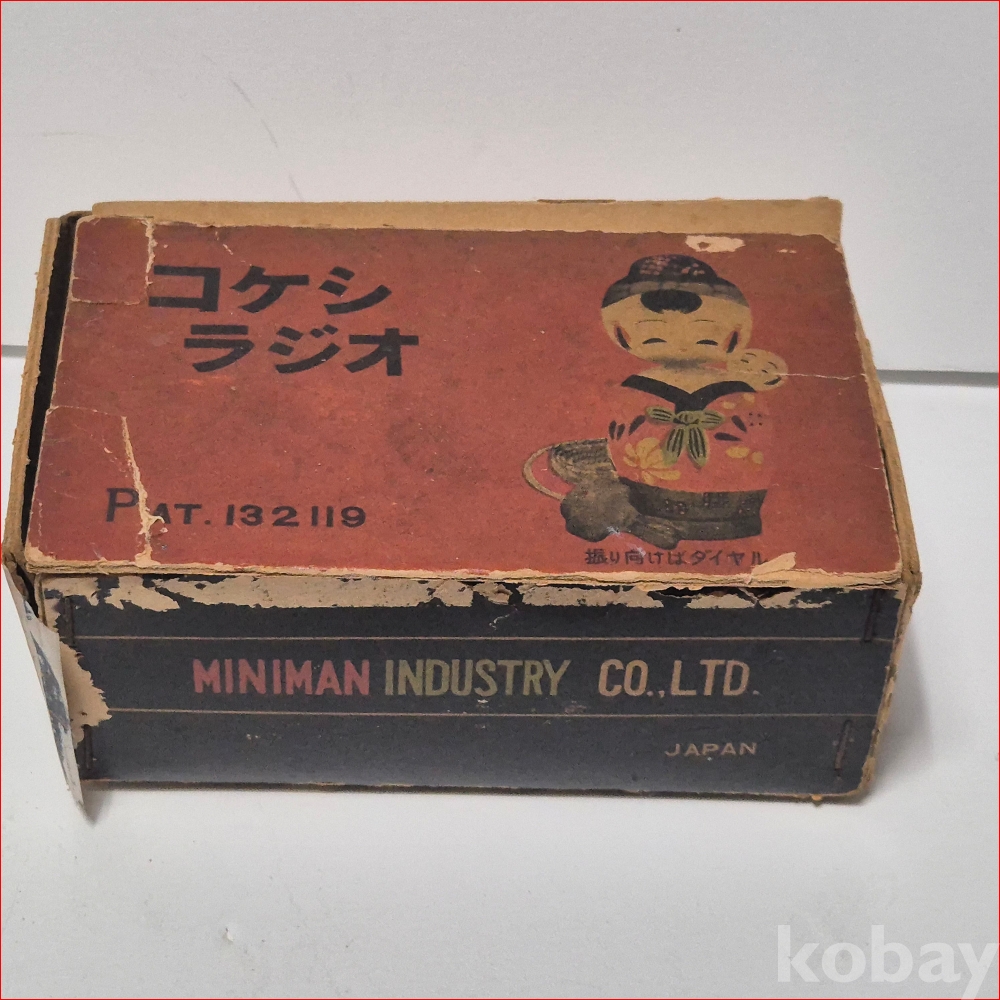 コケシ
ラジオ
PAT. 132119
振り向けばダイヤル
MINIMAN INDUSTRY CO.,LTD.
JAPAN
kobay